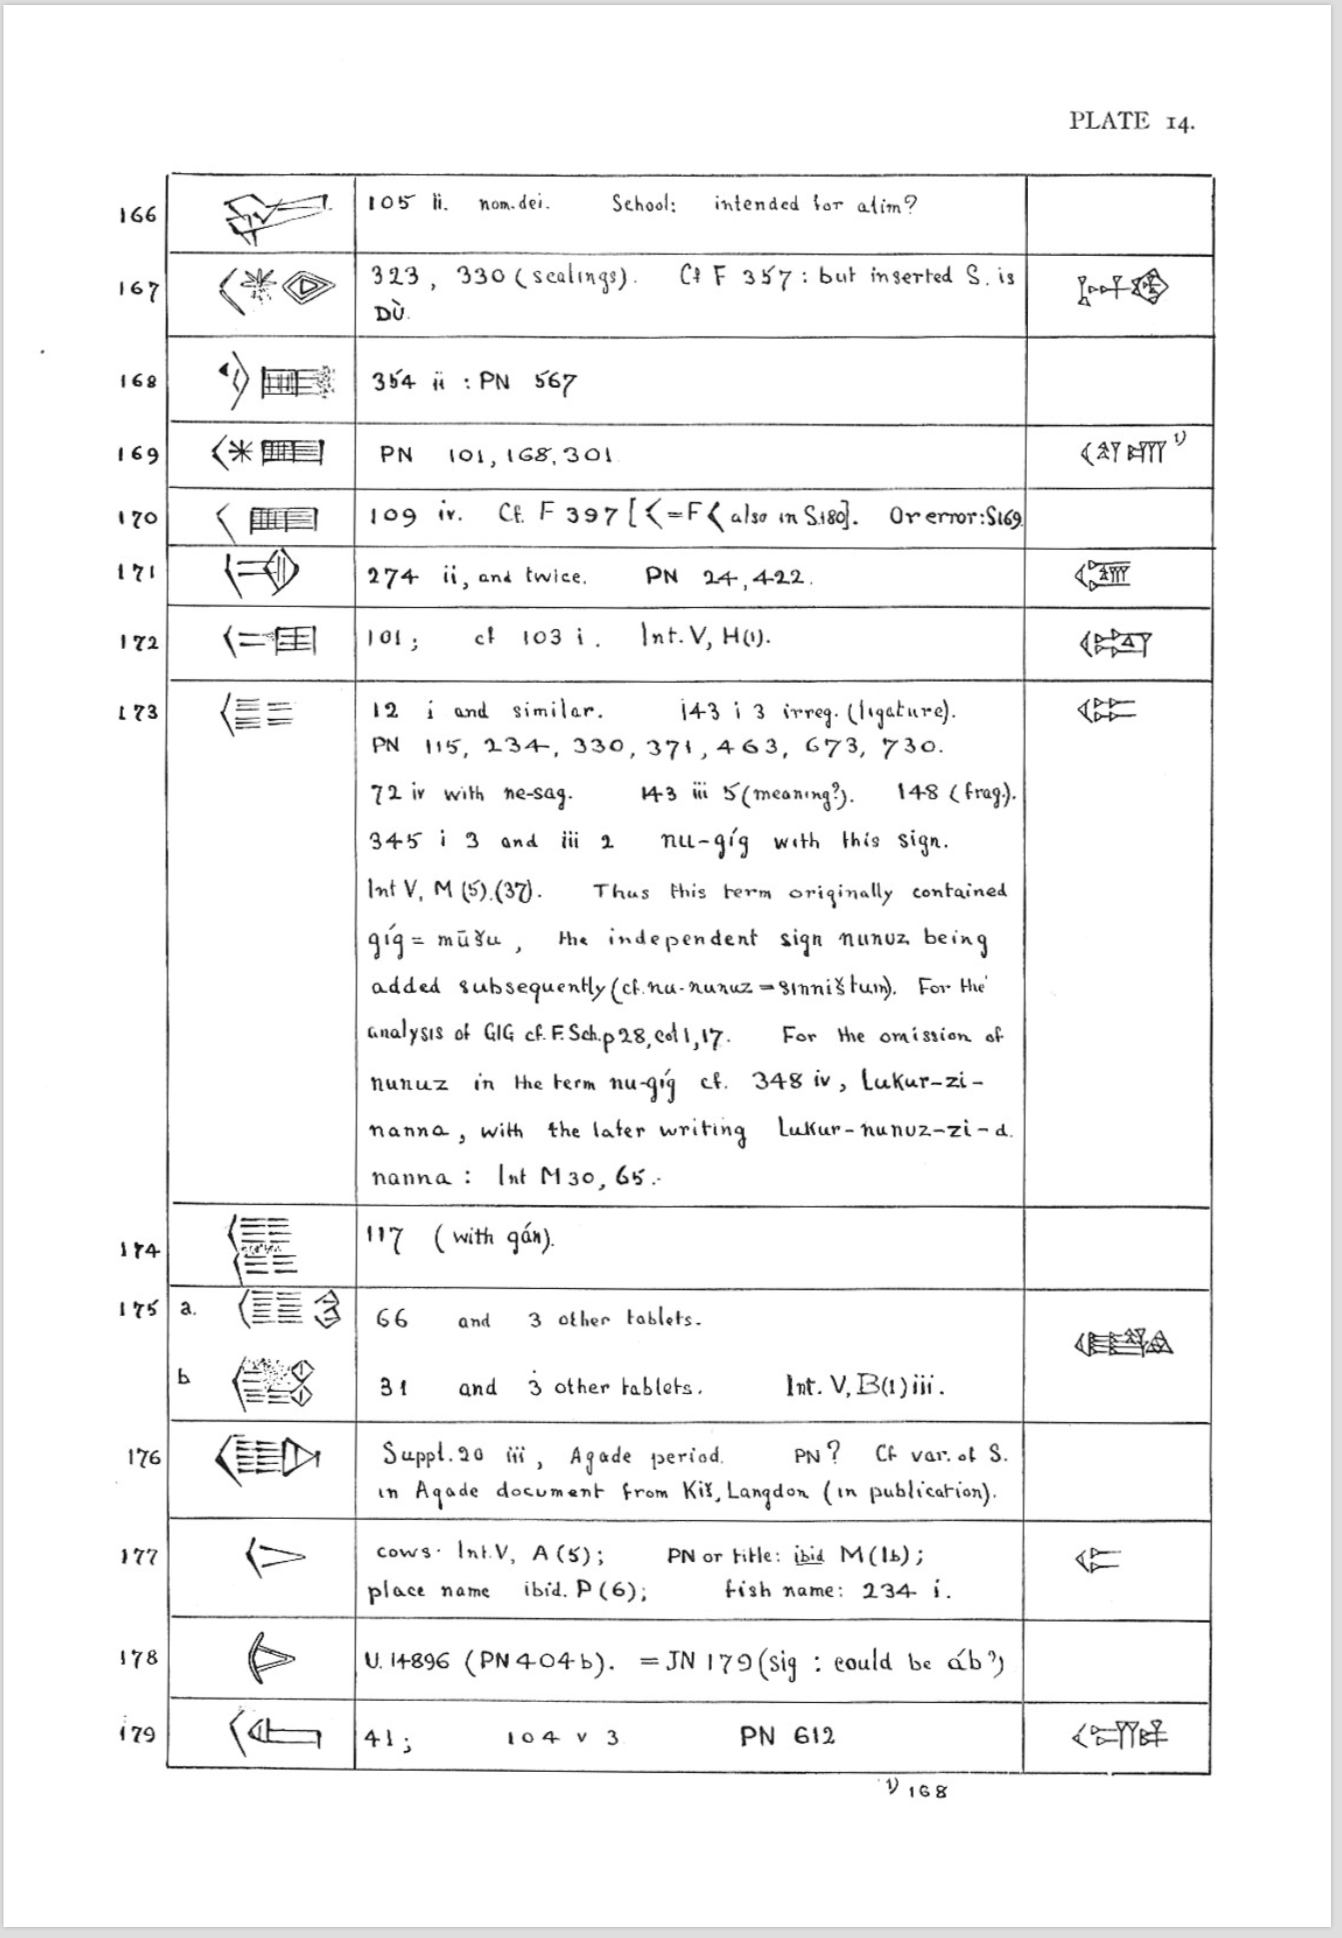 PLATE 14.
166 105 ii. nom. dei. School: intended for alim?
167 323, 330 (sealings). Cf F 357: but inserted S. is
DÙ.
168 354 ii : PN 567
169 PN 101, 168, 301 1)
170 109 iv. Cf. F 397 [ = F also in S.180]. Or error: S169
171 274 ii, and twice. PN 24, 422.
172 101; cf 103 i. Int. V, H(1).
173 12 i and similar. 143 i 3 irreg. (ligature).
PN 115, 234, 330, 371, 463, 673, 730.
72 iv with ne-sag. 143 iii 5 (meaning?). 148 (frag.).
345 i 3 and iii 2 nu-gíg with this sign.
Int V, M (5).(37). Thus this term originally contained
gíg = mūšu, the independent sign nunuz being
added subsequently (cf. nu-nunuz = sinništum). For the
analysis of GIG cf. F. Sch. p 28, col 1, 17. For the omission of
nunuz in the term nu-gíg cf. 348 iv, Lukur-zi-
nanna, with the later writing Lukur-nunuz-zi-d.
nanna: Int M 30, 65.
174 117 (with gán).
175 a. 66 and 3 other tablets.
b 31 and 3 other tablets. Int. V, B(1) iii.
176 Suppl. 20 iii, Agade period. PN? Cf var. of S.
in Agade document from Kiš, Langdon (in publication).
177 cows. Int. V, A (5); PN or title: ibid M (1b);
place name ibid. P (6); fish name: 234 i.
178 U. 14896 (PN 404b). = JN 179 (sig : could be áb?)
179 41; 104 v 3 PN 612
1) 168